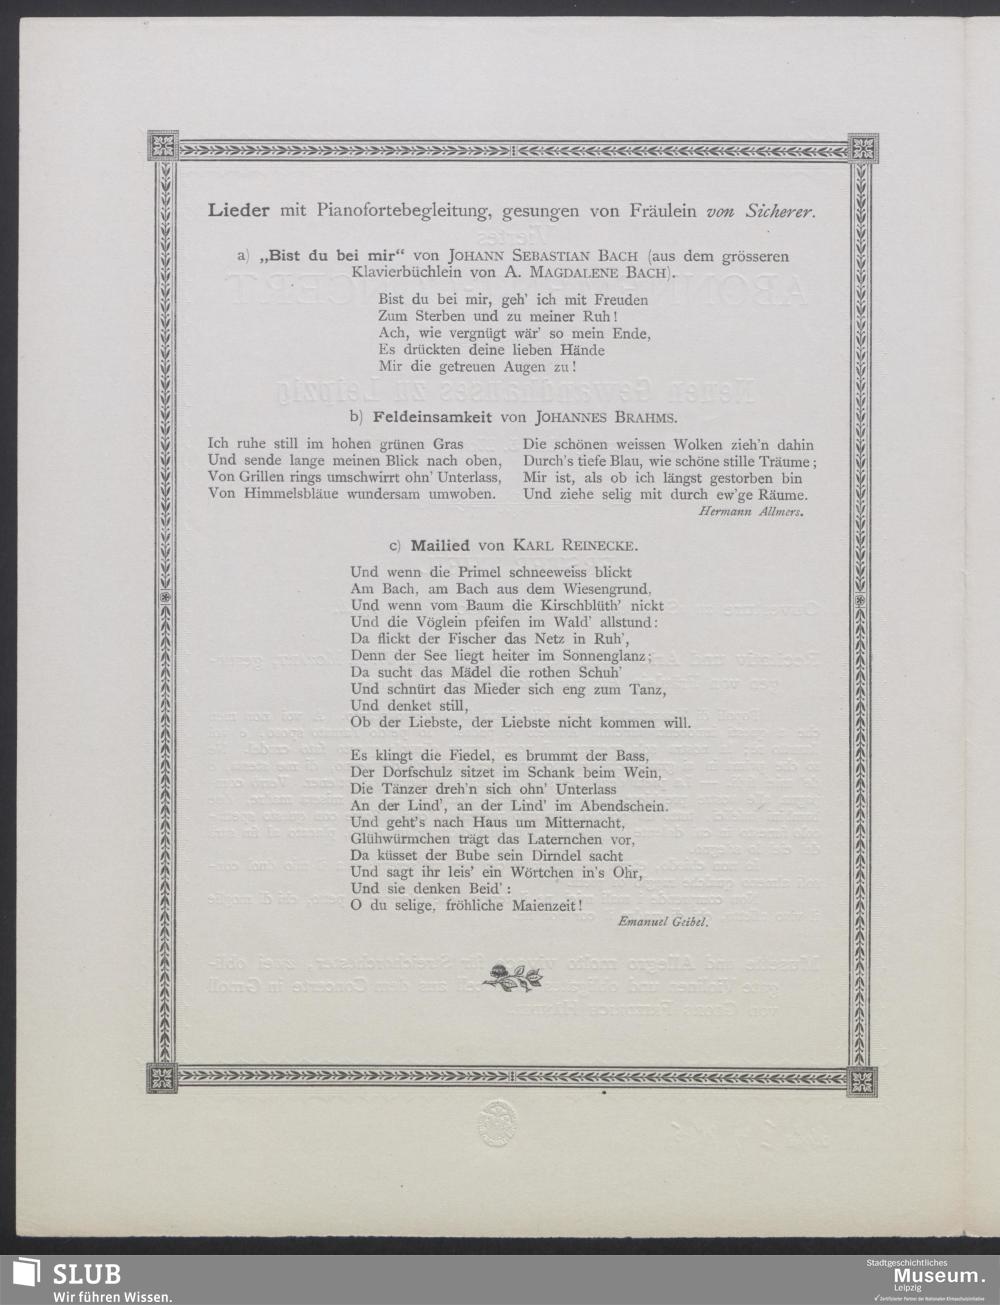 Lieder mit Pianofortebegleitung, gesungen von Fräulein von Sicherer.
a) „Bist du bei mir“ von JOHANN SEBASTIAN BACH (aus dem grösseren
Klavierbüchlein von A. MAGDALENE BACH).
Bist du bei mir, geh' ich mit Freuden
Zum Sterben und zu meiner Ruh!
Ach, wie vergnügt wär' so mein Ende,
Es drückten deine lieben Hände
Mir die getreuen Augen zu!
b) Feldeinsamkeit von JOHANNES BRAHMS.
Ich ruhe still im hohen grünen Gras
Und sende lange meinen Blick nach oben,
Von Grillen rings umschwirrt ohn' Unterlass,
Von Himmelsbläue wundersam umwoben.
Die schönen weissen Wolken zieh'n dahin
Durch's tiefe Blau, wie schöne stille Träume;
Mir ist, als ob ich längst gestorben bin
Und ziehe selig mit durch ew'ge Räume.
Hermann Allmers.
c) Mailied von KARL REINECKE.
Und wenn die Primel schneeweiss blickt
Am Bach, am Bach aus dem Wiesengrund,
Und wenn vom Baum die Kirschblüth' nickt
Und die Vöglein pfeifen im Wald' allstund:
Da flickt der Fischer das Netz in Ruh',
Denn der See liegt heiter im Sonnenglanz;
Da sucht das Mädel die rothen Schuh'
Und schnürt das Mieder sich eng zum Tanz,
Und denket still,
Ob der Liebste, der Liebste nicht kommen will.
Es klingt die Fiedel, es brummt der Bass,
Der Dorfschulz sitzet im Schank beim Wein,
Die Tänzer dreh'n sich ohn' Unterlass
An der Lind', an der Lind' im Abendschein.
Und geht's nach Haus um Mitternacht,
Glühwürmchen trägt das Laternchen vor,
Da küsset der Bube sein Dirndel sacht
Und sagt ihr leis' ein Wörtchen in's Ohr,
Und sie denken Beid':
O du selige, fröhliche Maienzeit!
Emanuel Geibel.
SLUB
Wir führen Wissen.
Stadtgeschichtliches
Museum.
Leipzig
Zertifizierter Partner der Nationalen Klimaschutzinitiative